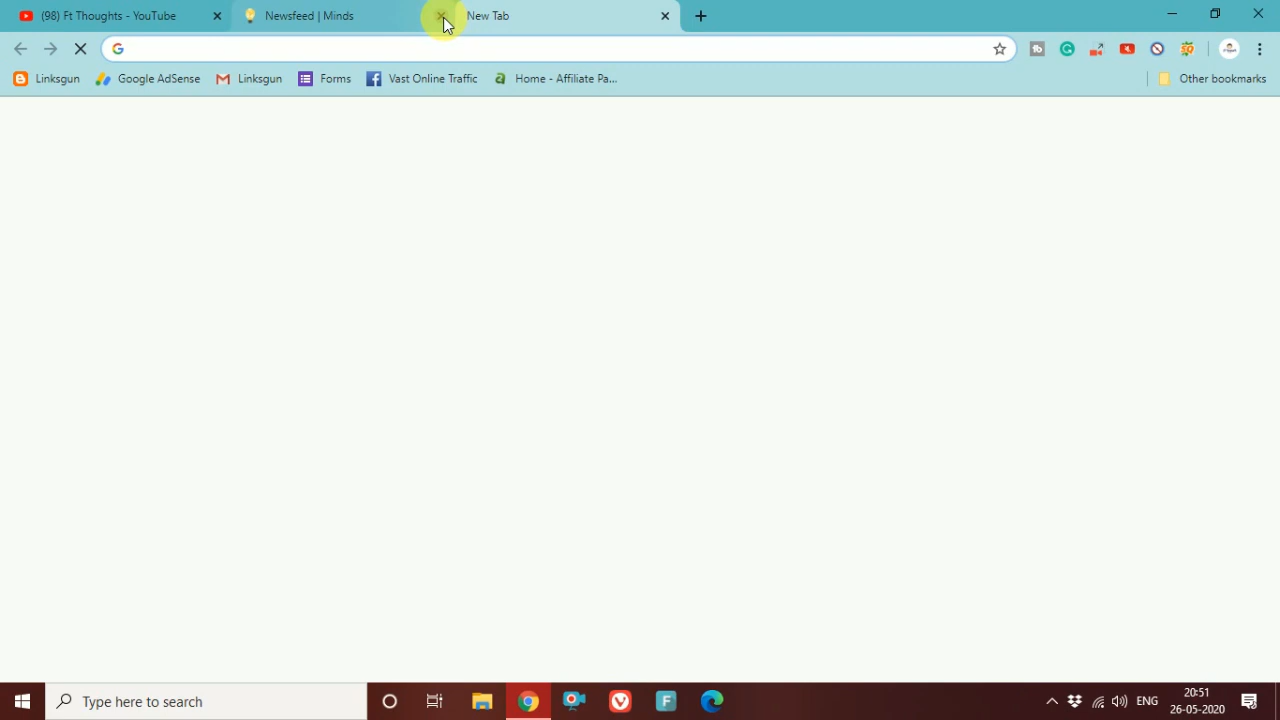 (98) Ft Thoughts - YouTube
Newsfeed | Minds
New Tab
Linksgun
Google AdSense
Linksgun
Forms
Vast Online Traffic
Home - Affiliate Pa...
Other bookmarks
Type here to search
ENG
20:51
26-05-2020